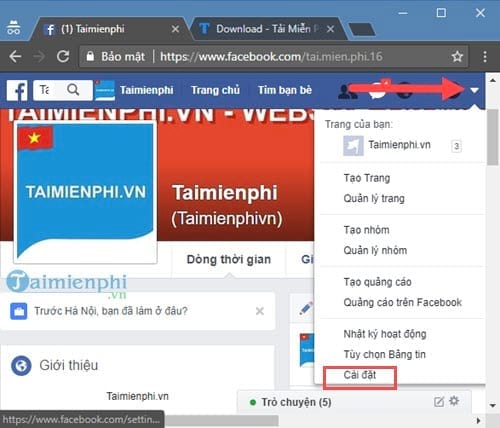 (1) Taimienphi
Download - Tải Miễn P
Bảo mật
https://www.facebook.com/tai.mien.phi.16
Ta
Taimienphi
Trang chủ
Tìm bạn bè
TAIMIENPHI.VN - WEBS
TAIMIENPHI.VN
Taimienphi
(Taimienphivn)
Dòng thời gian
Gi
Taimienphi
.vn
Trước Hà Nội, bạn đã làm ở đâu?
Giới thiệu
Taimienphi.vn
Trang của bạn:
Taimienphi.vn
3
Tạo Trang
Quản lý trang
Tạo nhóm
Quản lý nhóm
Tạo quảng cáo
Quảng cáo trên Facebook
Nhật ký hoạt động
Tùy chọn Bảng tin
Cài đặt
Trò chuyện (5)
https://www.facebook.com/settin...